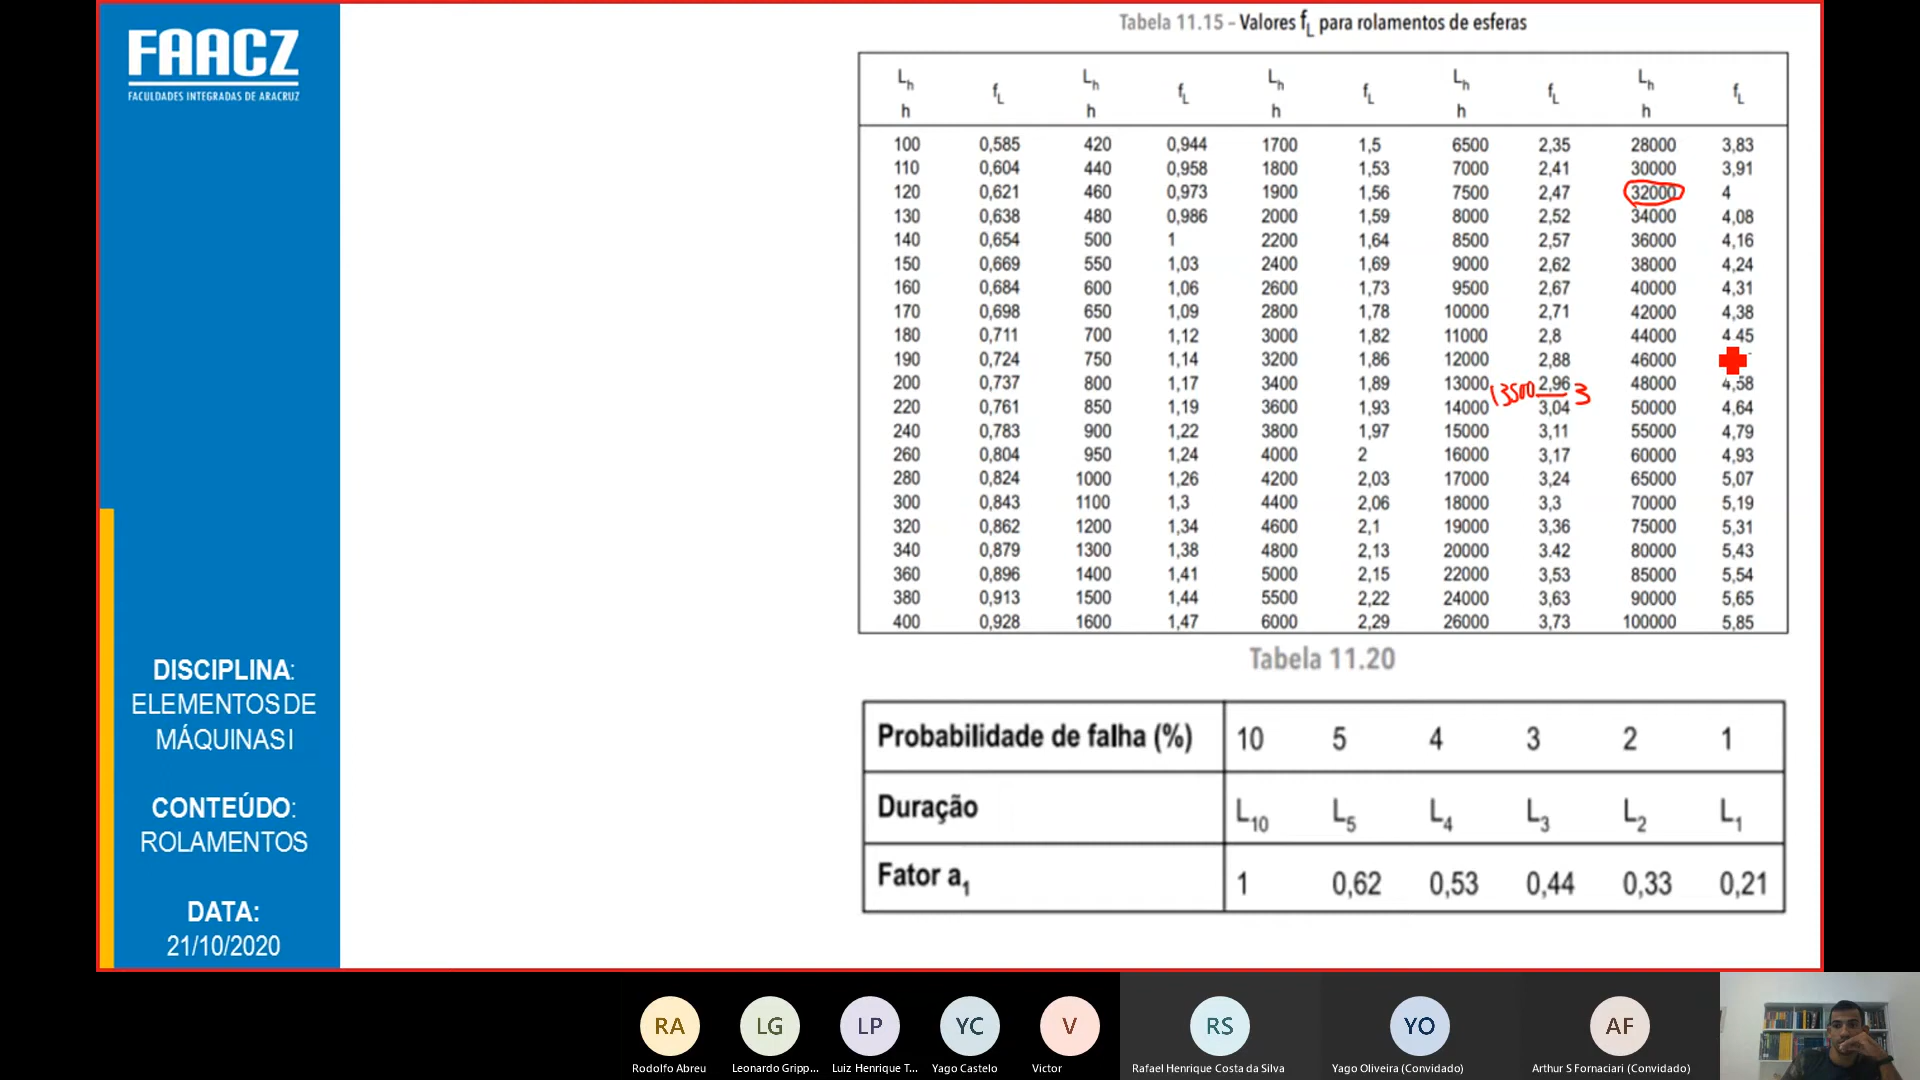 FAACZ
FACULDADES INTEGRADAS DE ARACRUZ
DISCIPLINA:
ELEMENTOS DE
MÁQUINAS I
CONTEÚDO:
ROLAMENTOS
DATA:
21/10/2020
Tabela 11.15 – Valores fL para rolamentos de esferas
Lh fL Lh fL Lh fL Lh fL Lh fL
h h h h h
100 0,585 420 0,944 1700 1,5 6500 2,35 28000 3,83
110 0,604 440 0,958 1800 1,53 7000 2,41 30000 3,91
120 0,621 460 0,973 1900 1,56 7500 2,47 32000 4
130 0,638 480 0,986 2000 1,59 8000 2,52 34000 4,08
140 0,654 500 1 2200 1,64 8500 2,57 36000 4,16
150 0,669 550 1,03 2400 1,69 9000 2,62 38000 4,24
160 0,684 600 1,06 2600 1,73 9500 2,67 40000 4,31
170 0,698 650 1,09 2800 1,78 10000 2,71 42000 4,38
180 0,711 700 1,12 3000 1,82 11000 2,8 44000 4.45
190 0,724 750 1,14 3200 1,86 12000 2,88 46000
200 0,737 800 1,17 3400 1,89 13000 2,96 48000 4,58
13500 3
220 0,761 850 1,19 3600 1,93 14000 3,04 50000 4,64
240 0,783 900 1,22 3800 1,97 15000 3,11 55000 4,79
260 0,804 950 1,24 4000 2 16000 3,17 60000 4,93
280 0,824 1000 1,26 4200 2,03 17000 3,24 65000 5,07
300 0,843 1100 1,3 4400 2,06 18000 3,3 70000 5,19
320 0,862 1200 1,34 4600 2,1 19000 3,36 75000 5,31
340 0,879 1300 1,38 4800 2,13 20000 3.42 80000 5,43
360 0,896 1400 1,41 5000 2,15 22000 3,53 85000 5,54
380 0,913 1500 1,44 5500 2,22 24000 3,63 90000 5,65
400 0,928 1600 1,47 6000 2,29 26000 3,73 100000 5,85
Tabela 11.20
Probabilidade de falha (%) 10 5 4 3 2 1
Duração L10 L5 L4 L3 L2 L1
Fator a1 1 0,62 0,53 0,44 0,33 0,21
RA LG LP YC V RS YO AF
Rodolfo Abreu Leonardo Gripp... Luiz Henrique T... Yago Castelo Victor Rafael Henrique Costa da Silva Yago Oliveira (Convidado) Arthur S Fornaciari (Convidado)